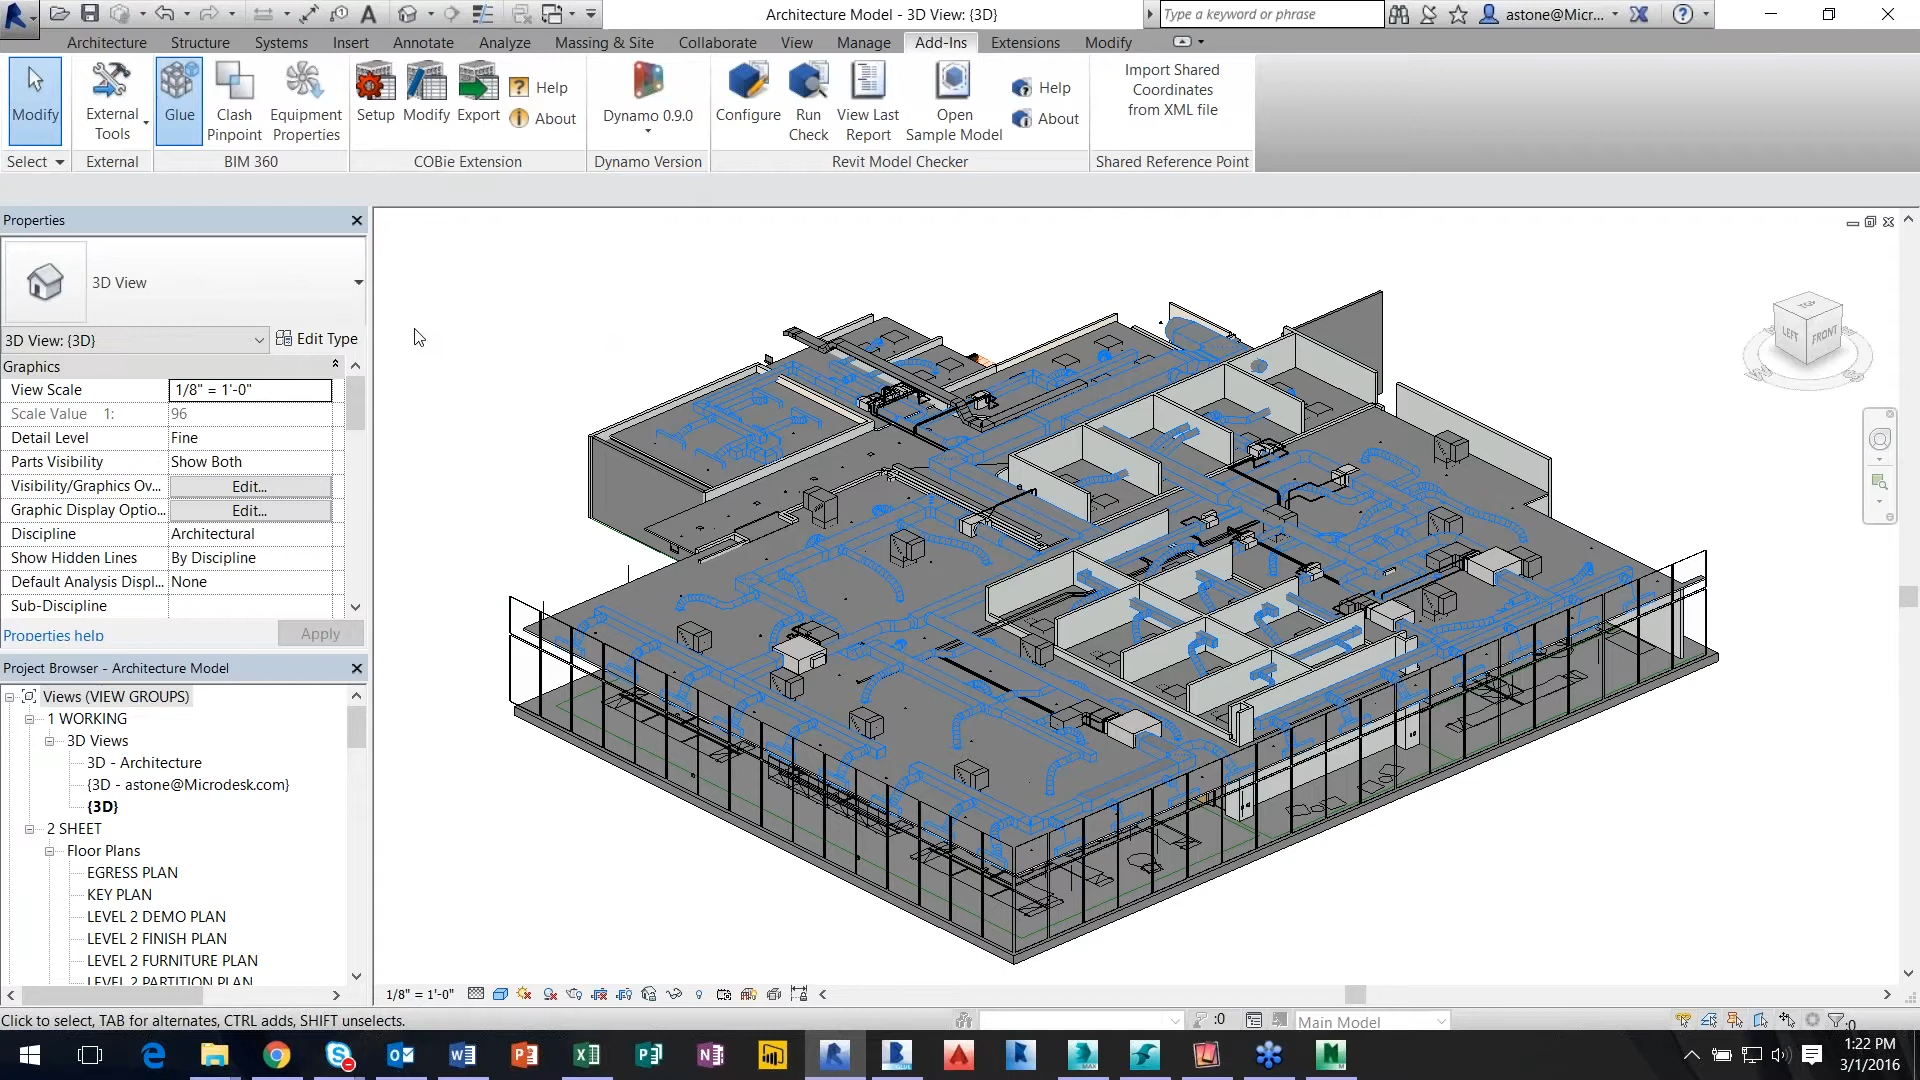 Architecture Model - 3D View: {3D}
Type a keyword or phrase
astone@Micr...
Architecture Structure Systems Insert Annotate Analyze Massing & Site Collaborate View Manage Add-Ins Extensions Modify
Modify
External Tools
Glue
Clash Pinpoint
Equipment Properties
Setup
Modify
Export
Help
About
Dynamo 0.9.0
Configure
Run Check
View Last Report
Open Sample Model
Help
About
Import Shared
Coordinates
from XML file
Select External BIM 360 COBie Extension Dynamo Version Revit Model Checker Shared Reference Point
Properties
3D View
3D View: {3D} Edit Type
Graphics
View Scale 1/8" = 1'-0"
Scale Value 1: 96
Detail Level Fine
Parts Visibility Show Both
Visibility/Graphics Ov... Edit...
Graphic Display Optio... Edit...
Discipline Architectural
Show Hidden Lines By Discipline
Default Analysis Displ... None
Sub-Discipline
Properties help Apply
Project Browser - Architecture Model
Views (VIEW GROUPS)
1 WORKING
3D Views
3D - Architecture
{3D - astone@Microdesk.com}
{3D}
2 SHEET
Floor Plans
EGRESS PLAN
KEY PLAN
LEVEL 2 DEMO PLAN
LEVEL 2 FINISH PLAN
LEVEL 2 FURNITURE PLAN
LEVEL 2 PARTITION PLAN
TOP
LEFT
FRONT
1/8" = 1'-0"
Click to select, TAB for alternates, CTRL adds, SHIFT unselects.
:0
Main Model
:0
1:22 PM
3/1/2016